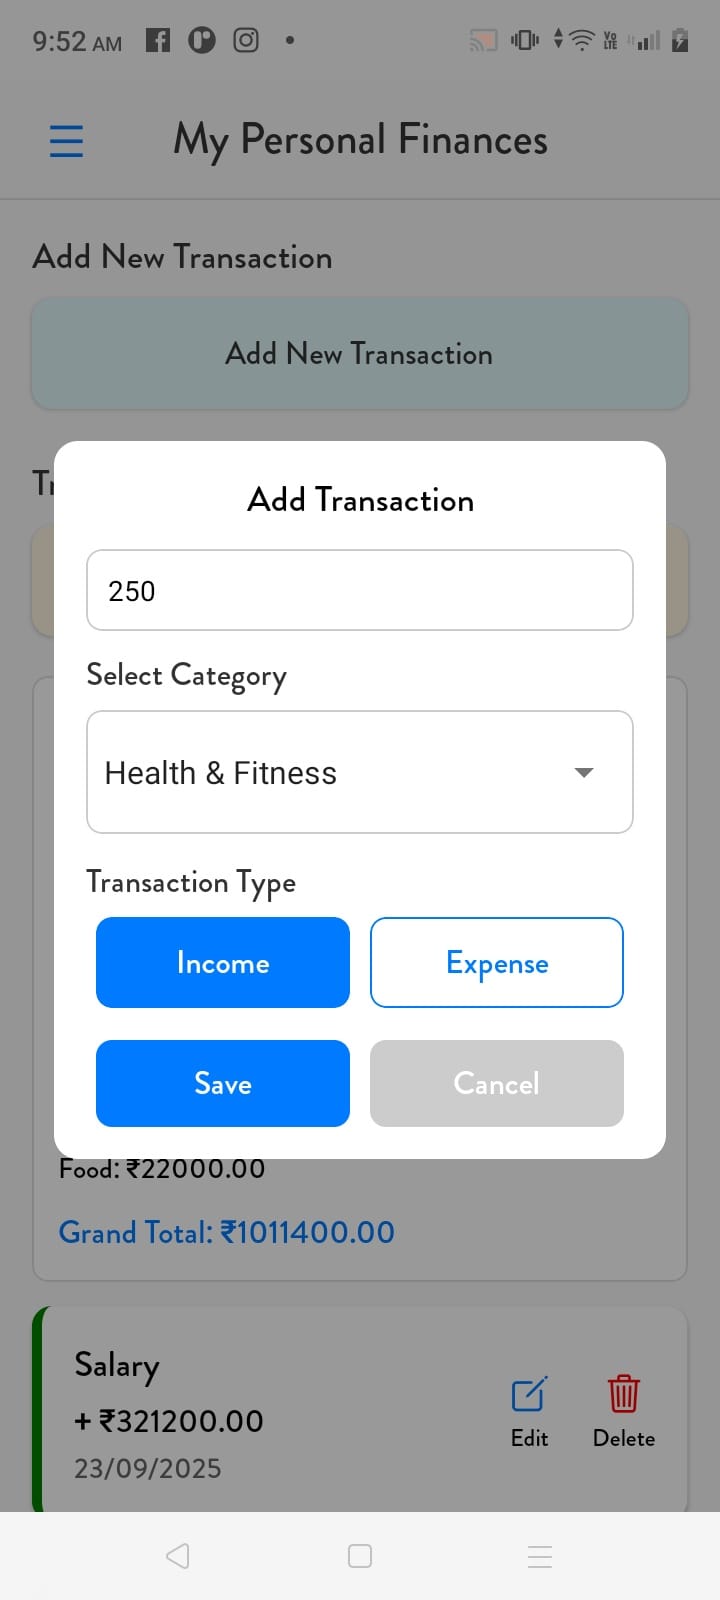 9:52 AM
Vo LTE
My Personal Finances
Add New Transaction
Add New Transaction
Add Transaction
250
Select Category
Health & Fitness
Transaction Type
Income
Expense
Save
Cancel
Food: ₹22000.00
Grand Total: ₹1011400.00
Salary
+ ₹321200.00
23/09/2025
Edit
Delete